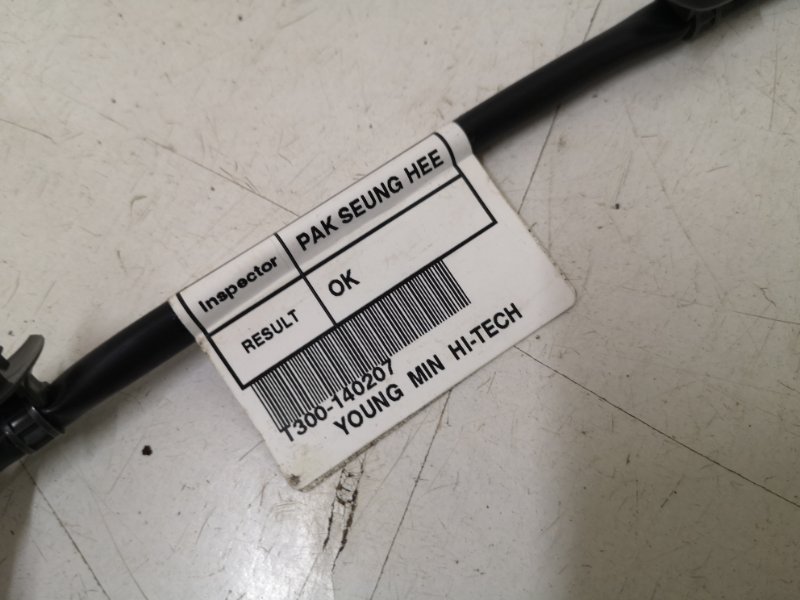 Inspector PAK SEUNG HEE
RESULT OK
T300-140207
YOUNG MIN HI-TECH